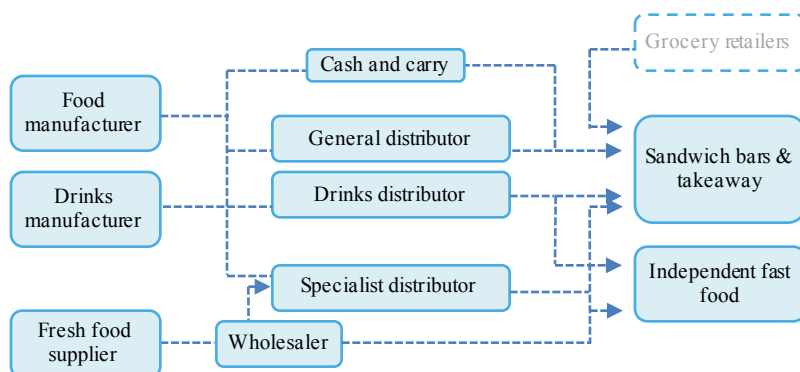 Grocery retailers
Cash and carry
Food
manufacturer
General distributor
Sandwich bars &
takeaway
Drinks
manufacturer
Drinks distributor
Independent fast
food
Specialist distributor
Fresh food
supplier
Wholesaler